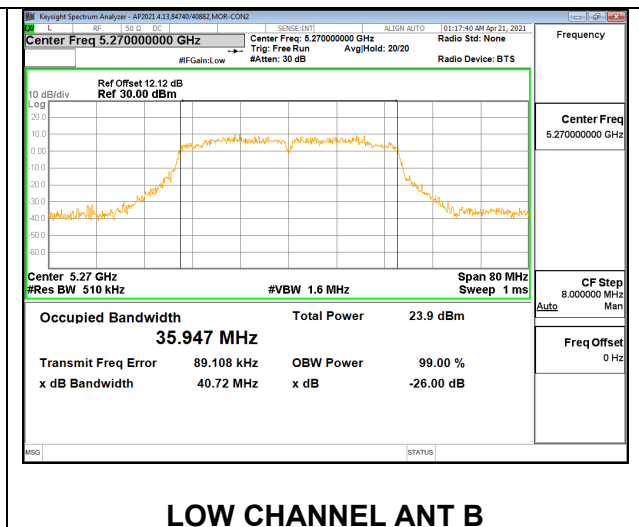 Keysight Spectrum Analyzer - AP2021.4.13,84740/40882,MOR-CON2
L RF 50 Ω DC SENSE:INT ALIGN AUTO 01:17:40 AM Apr 21, 2021
Center Freq 5.270000000 GHz
Center Freq: 5.270000000 GHz
Radio Std: None
Trig: Free Run Avg|Hold: 20/20
#IFGain:Low
#Atten: 30 dB
Radio Device: BTS
Frequency
Ref Offset 12.12 dB
10 dB/div Ref 30.00 dBm
Log
20.0
10.0
0.00
-10.0
-20.0
-30.0
-40.0
-50.0
-60.0
Center Freq
5.270000000 GHz
Center 5.27 GHz Span 80 MHz
#Res BW 510 kHz #VBW 1.6 MHz Sweep 1 ms
CF Step
8.000000 MHz
Auto Man
Occupied Bandwidth Total Power 23.9 dBm
35.947 MHz
Transmit Freq Error 89.108 kHz OBW Power 99.00 %
x dB Bandwidth 40.72 MHz x dB -26.00 dB
Freq Offset
0 Hz
MSG STATUS
LOW CHANNEL ANT B